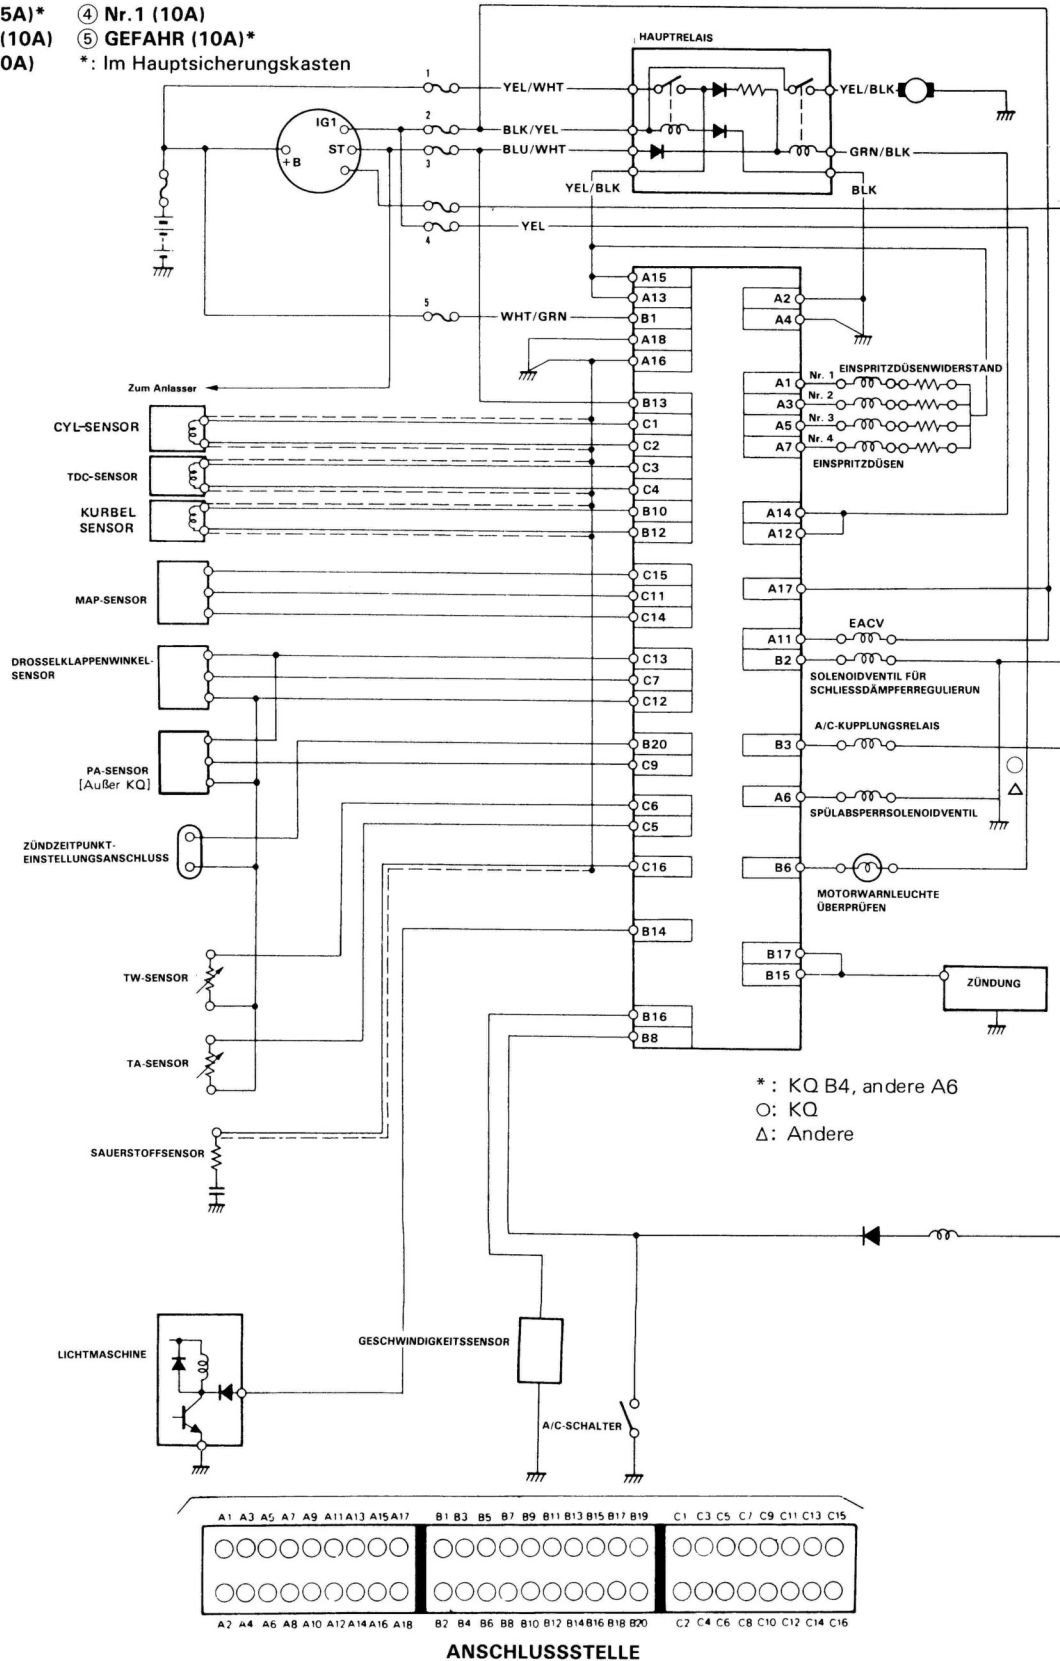 5A)* ④ Nr.1 (10A)
(10A) ⑤ GEFAHR (10A)*
0A) *: Im Hauptsicherungskasten
HAUPTRELAIS
1
YEL/WHT
YEL/BLK
IG1
2
BLK/YEL
ST
+B
3
BLU/WHT
GRN/BLK
YEL/BLK
BLK
4
YEL
A15
A13
A2
5
WHT/GRN
B1
A4
A18
A16
Zum Anlasser
A1
Nr. 1
EINSPRITZDÜSENWIDERSTAND
B13
A3
Nr. 2
CYL-SENSOR
C1
A5
Nr. 3
C2
A7
Nr. 4
EINSPRITZDÜSEN
TDC-SENSOR
C3
C4
KURBEL
SENSOR
B10
A14
B12
A12
MAP-SENSOR
C15
A17
C11
C14
EACV
A11
DROSSELKLAPPENWINKEL-
SENSOR
C13
B2
C7
SOLENOIDVENTIL FÜR
SCHLIESSDÄMPFERREGULIERUN
C12
A/C-KUPPLUNGSRELAIS
PA-SENSOR
[Außer KQ]
B20
B3
C9
C6
A6
C5
SPÜLABSPERRSOLENOIDVENTIL
ZÜNDZEITPUNKT-
EINSTELLUNGSANSCHLUSS
C16
B6
MOTORWARNLEUCHTE
ÜBERPRÜFEN
B14
B17
TW-SENSOR
B15
ZÜNDUNG
B16
B8
TA-SENSOR
*: KQ B4, andere A6
○: KQ
△: Andere
SAUERSTOFFSENSOR
LICHTMASCHINE
GESCHWINDIGKEITSSENSOR
A/C-SCHALTER
A1 A3 A5 A7 A9 A11 A13 A15 A17 B1 B3 B5 B7 B9 B11 B13 B15 B17 B19 C1 C3 C5 C7 C9 C11 C13 C15
A2 A4 A6 A8 A10 A12 A14 A16 A18 B2 B4 B6 B8 B10 B12 B14 B16 B18 B20 C2 C4 C6 C8 C10 C12 C14 C16
ANSCHLUSSSTELLE